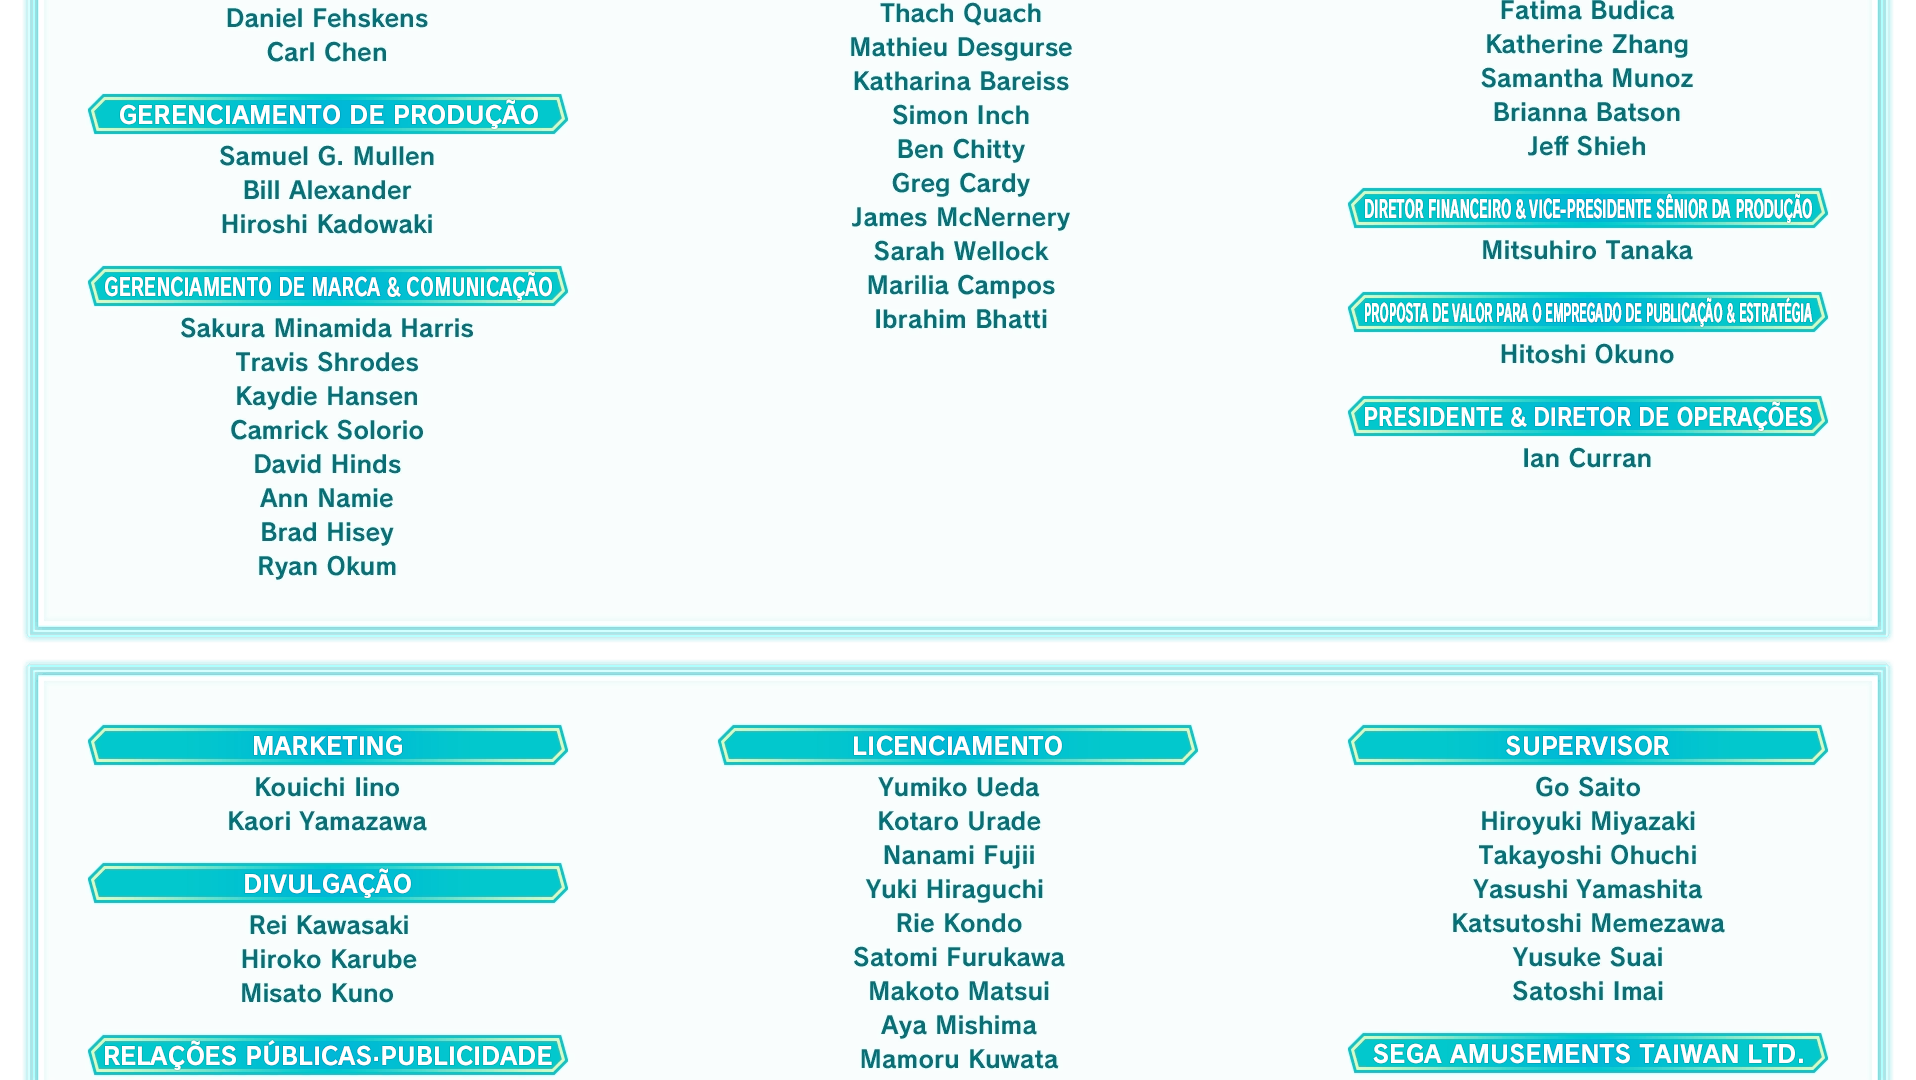 Daniel Fehskens
Carl Chen
GERENCIAMENTO DE PRODUÇÃO
Samuel G. Mullen
Bill Alexander
Hiroshi Kadowaki
GERENCIAMENTO DE MARCA & COMUNICAÇÃO
Sakura Minamida Harris
Travis Shrodes
Kaydie Hansen
Camrick Solorio
David Hinds
Ann Namie
Brad Hisey
Ryan Okum
Thach Quach
Mathieu Desgurse
Katharina Bareiss
Simon Inch
Ben Chitty
Greg Cardy
James McNernery
Sarah Wellock
Marilia Campos
Ibrahim Bhatti
Fatima Budica
Katherine Zhang
Samantha Munoz
Brianna Batson
Jeff Shieh
DIRETOR FINANCEIRO & VICE-PRESIDENTE SÊNIOR DA PRODUÇÃO
Mitsuhiro Tanaka
PROPOSTA DE VALOR PARA O EMPREGADO DE PUBLICAÇÃO & ESTRATÉGIA
Hitoshi Okuno
PRESIDENTE & DIRETOR DE OPERAÇÕES
Ian Curran
MARKETING
Kouichi Iino
Kaori Yamazawa
DIVULGAÇÃO
Rei Kawasaki
Hiroko Karube
Misato Kuno
RELAÇÕES PÚBLICAS·PUBLICIDADE
LICENCIAMENTO
Yumiko Ueda
Kotaro Urade
Nanami Fujii
Yuki Hiraguchi
Rie Kondo
Satomi Furukawa
Makoto Matsui
Aya Mishima
Mamoru Kuwata
SUPERVISOR
Go Saito
Hiroyuki Miyazaki
Takayoshi Ohuchi
Yasushi Yamashita
Katsutoshi Memezawa
Yusuke Suai
Satoshi Imai
SEGA AMUSEMENTS TAIWAN LTD.